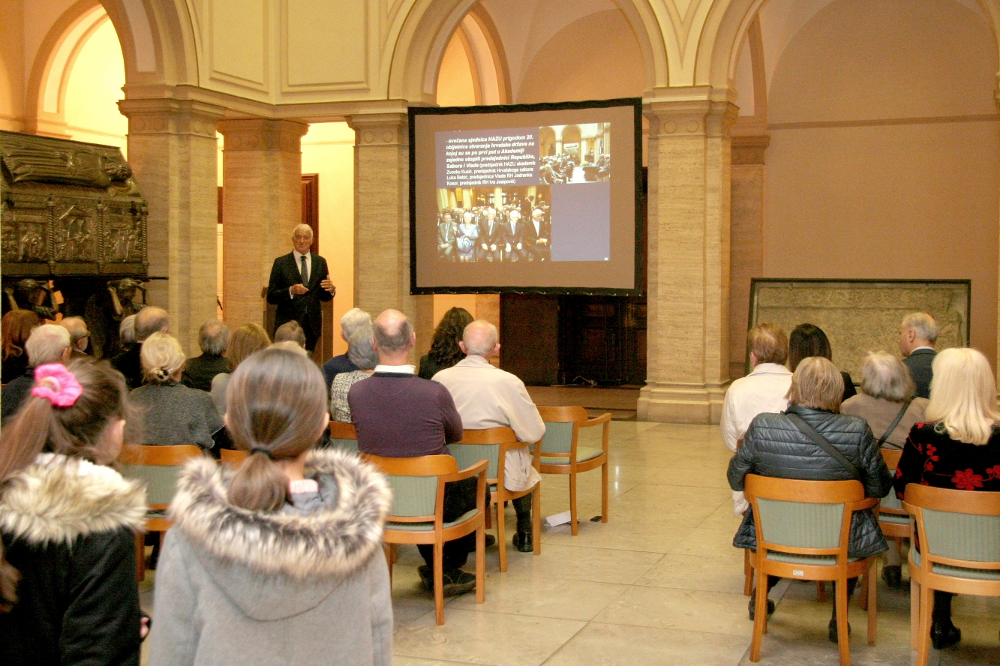 - svečana sjednica HAZU prigodom 20.
obljetnice stvaranja hrvatske države na
kojoj su se po prvi put u Akademiji
zajedno okupili predsjednici Republike,
Sabora i Vlade (predsjednik HAZU akademik
Zvonko Kusić, predsjednik Hrvatskoga sabora
Luka Bebić, predsjednica Vlade RH Jadranka
Kosor, predsjednik RH Ivo Josipović)